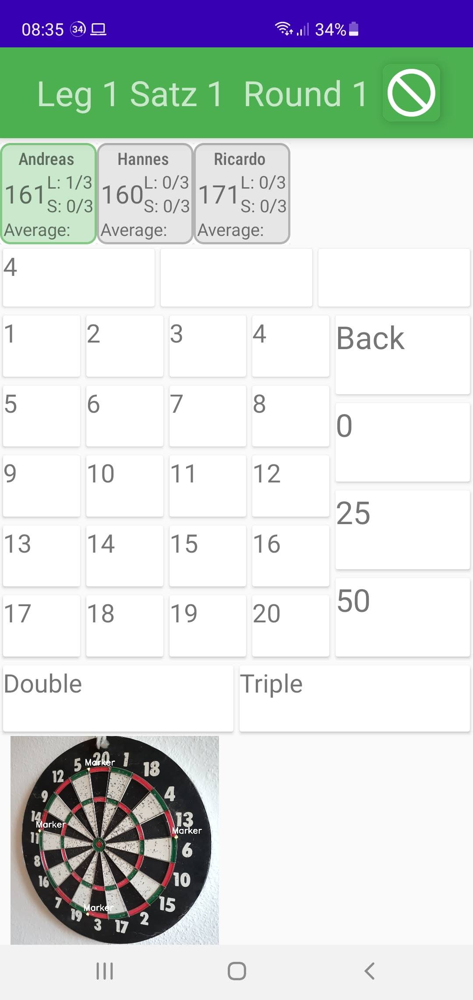 08:35 34 34%
Leg 1 Satz 1 Round 1
Andreas Hannes Ricardo
161 L: 1/3 160 L: 0/3 171 L: 0/3
S: 0/3 S: 0/3 S: 0/3
Average: Average: Average:
4
1 2 3 4 Back
5 6 7 8
0
9 10 11 12
25
13 14 15 16
50
17 18 19 20
Double Triple
5 20 1
Marker
12 18
9 4
14 13
Marker Marker
11 6
8
16 10
7 15
Marker
19 3 17 2